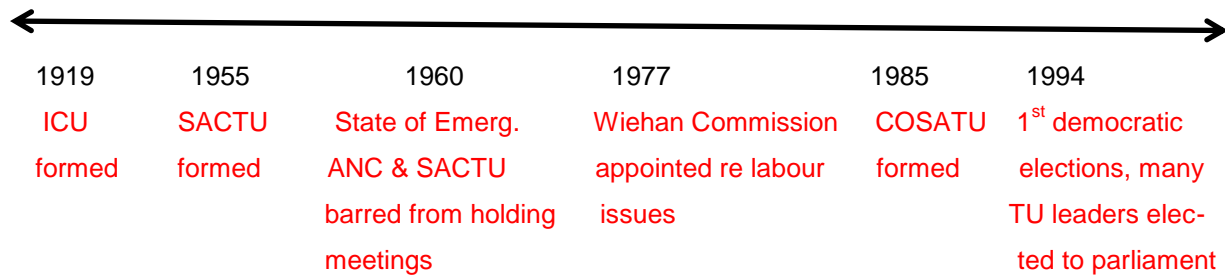 1919 1955 1960 1977 1985 1994
ICU SACTU State of Emerg. Wiehan Commission COSATU 1st democratic
formed formed ANC & SACTU appointed re labour formed elections, many
barred from holding issues TU leaders elec-
meetings ted to parliament